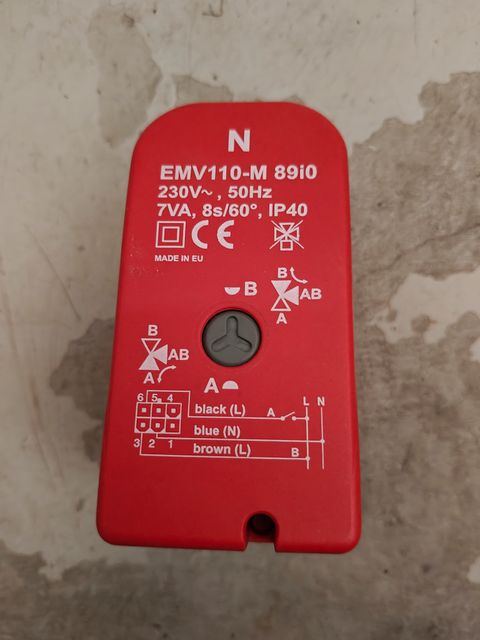 N
EMV110-M 89i0
230V~, 50Hz
7VA, 8s/60°, IP40
CE
MADE IN EU
B
B
AB
A
B
AB
A
A
6 5 4
black (L)
A
L N
blue (N)
3 2 1
brown (L)
B